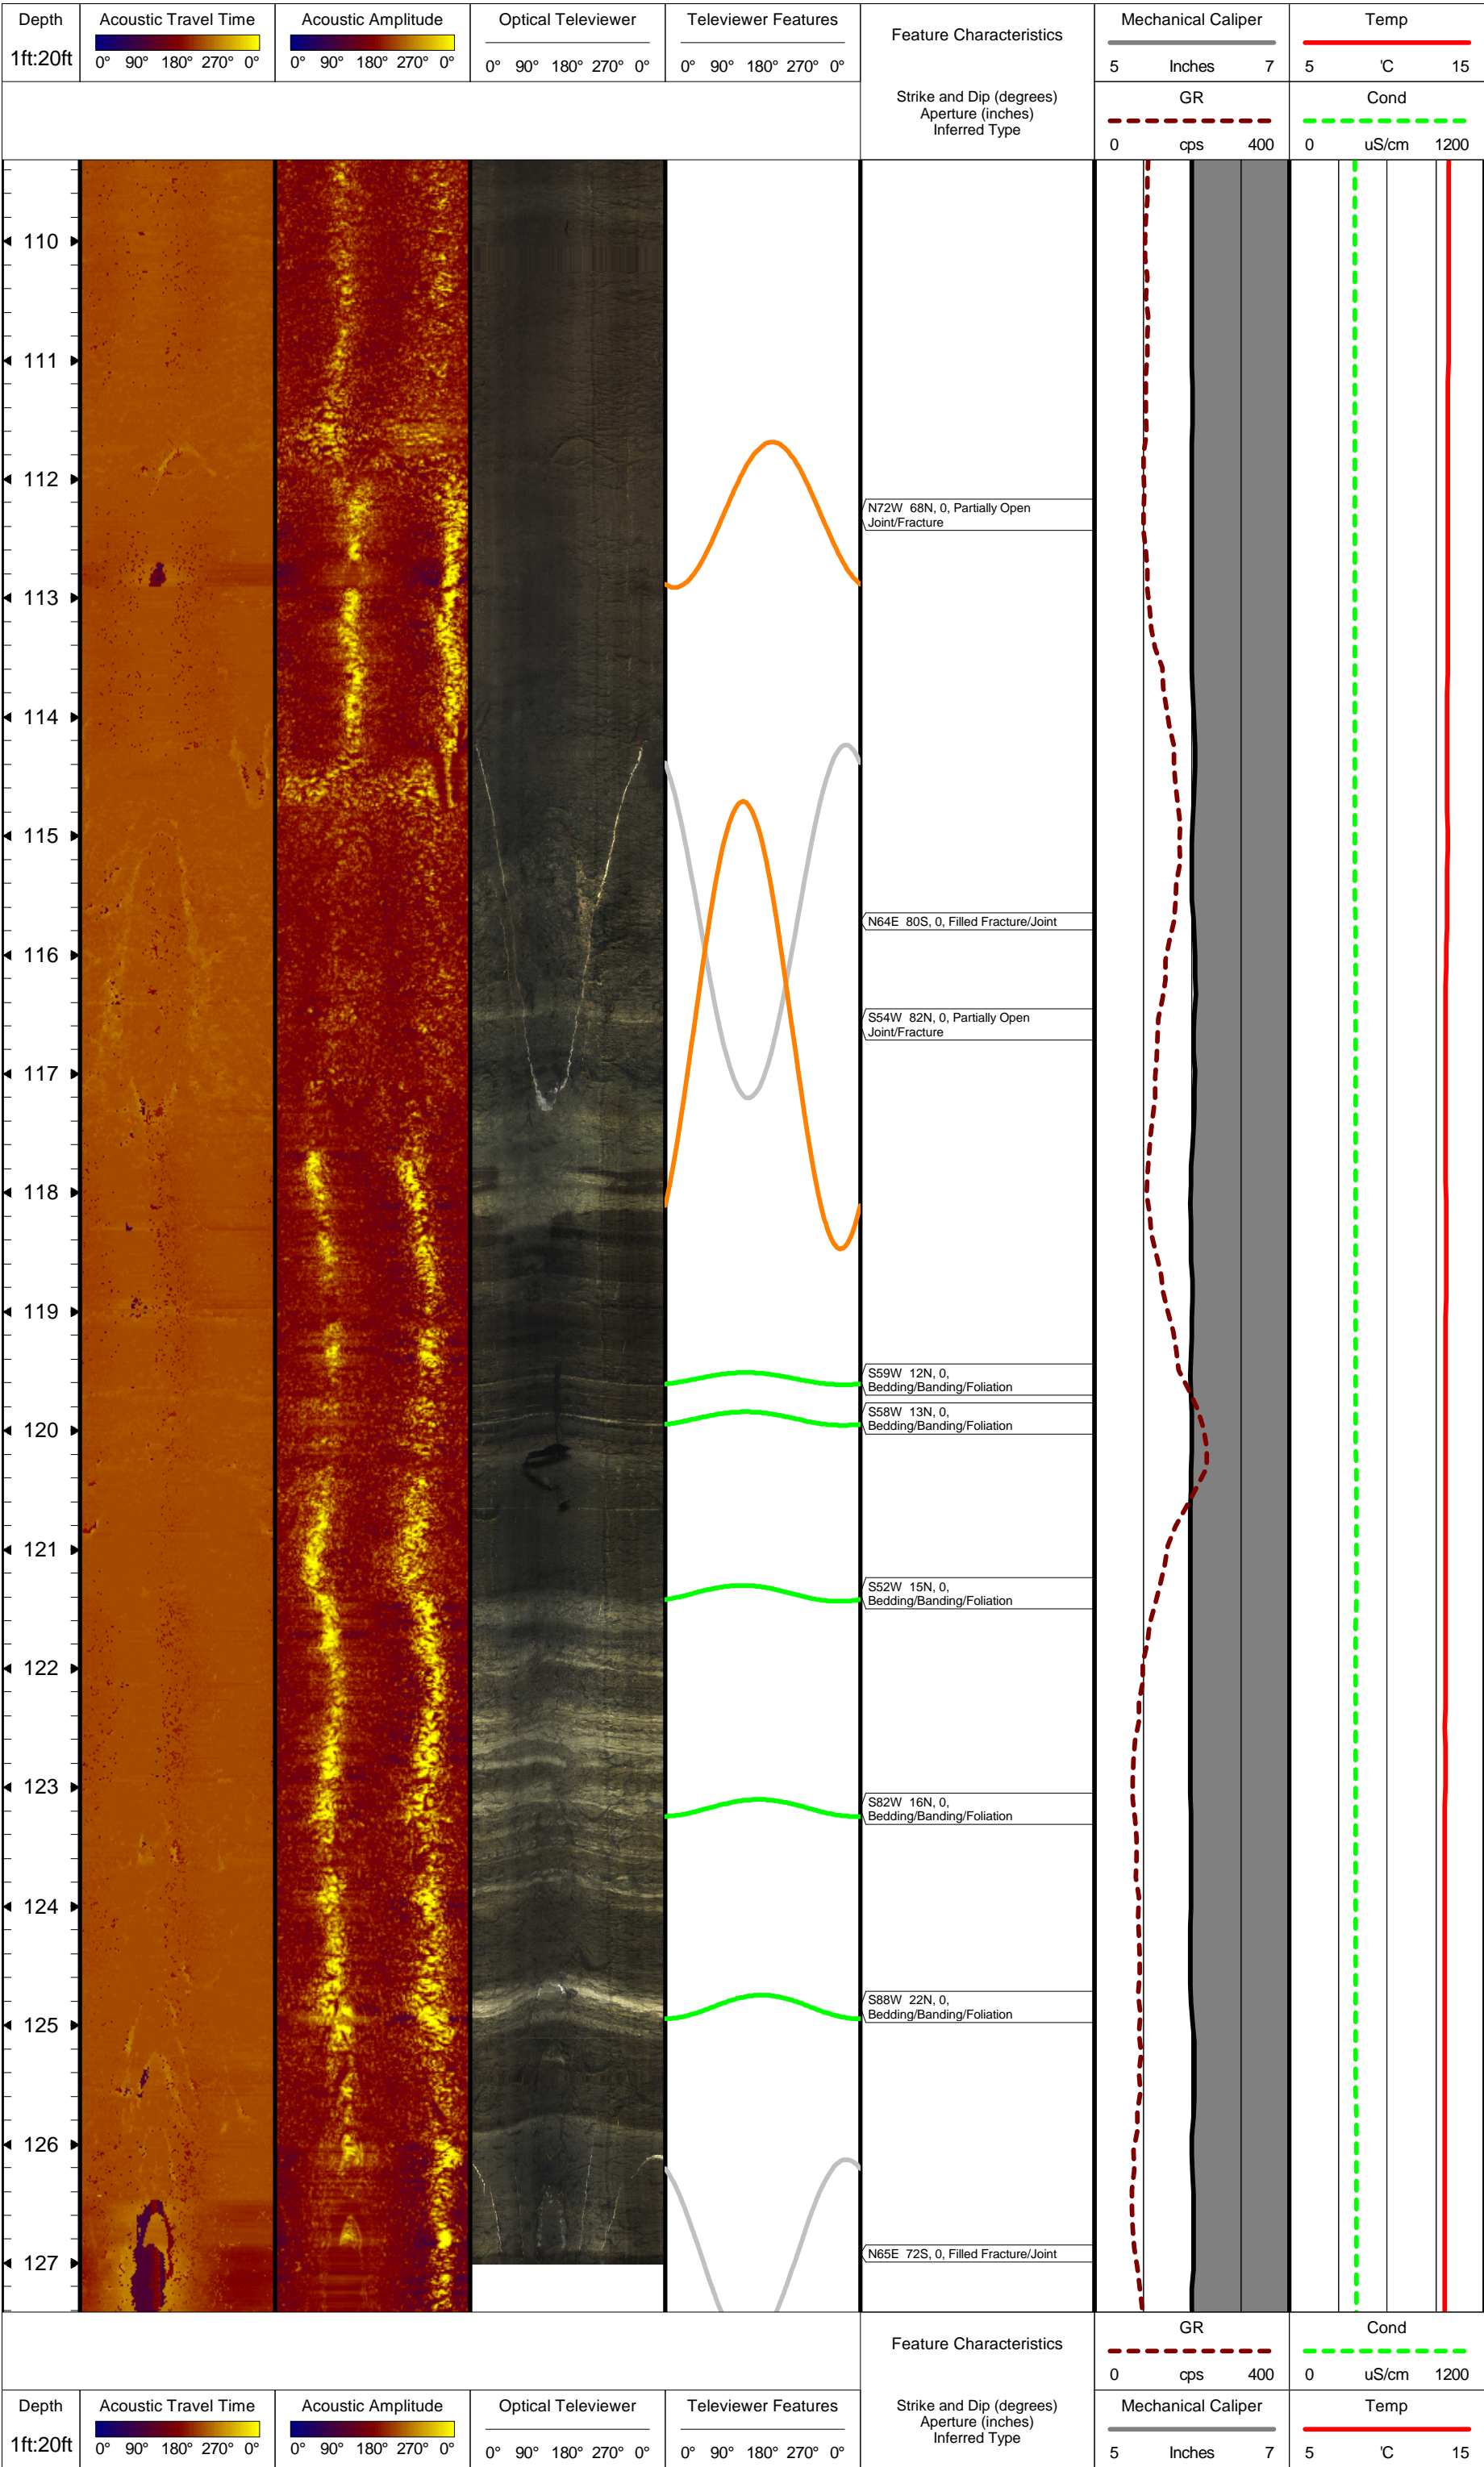 Depth
1ft:20ft
Acoustic Travel Time
0° 90° 180° 270° 0°
Acoustic Amplitude
0° 90° 180° 270° 0°
Optical Televiewer
0° 90° 180° 270° 0°
Televiewer Features
0° 90° 180° 270° 0°
Feature Characteristics
Strike and Dip (degrees)
Aperture (inches)
Inferred Type
Mechanical Caliper
5 Inches 7
GR
0 cps 400
Temp
5 'C 15
Cond
0 uS/cm 1200
110
111
112
N72W 68N, 0, Partially Open
Joint/Fracture
113
114
115
N64E 80S, 0, Filled Fracture/Joint
116
S54W 82N, 0, Partially Open
Joint/Fracture
117
118
119
S59W 12N, 0,
Bedding/Banding/Foliation
S58W 13N, 0,
Bedding/Banding/Foliation
120
121
S52W 15N, 0,
Bedding/Banding/Foliation
122
123
S82W 16N, 0,
Bedding/Banding/Foliation
124
S88W 22N, 0,
Bedding/Banding/Foliation
125
126
N65E 72S, 0, Filled Fracture/Joint
127
Feature Characteristics
GR
0 cps 400
Cond
0 uS/cm 1200
Depth
1ft:20ft
Acoustic Travel Time
0° 90° 180° 270° 0°
Acoustic Amplitude
0° 90° 180° 270° 0°
Optical Televiewer
0° 90° 180° 270° 0°
Televiewer Features
0° 90° 180° 270° 0°
Strike and Dip (degrees)
Aperture (inches)
Inferred Type
Mechanical Caliper
5 Inches 7
Temp
5 'C 15